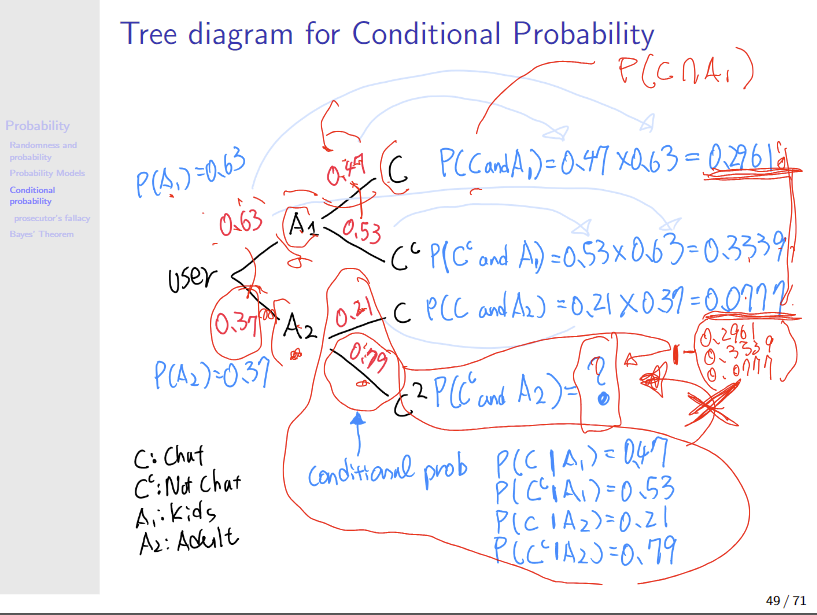 Tree diagram for Conditional Probability
P(C∩A₁)
Probability
Randomness and
probability
Probability Models
Conditional
probability
prosecutor's fallacy
Bayes' Theorem
P(A₁)=0.63
0.47
C
P(C and A₁)=0.47×0.63=0.2961
0.63
A₁
0.53
Cᶜ
P(Cᶜ and A₁)=0.53×0.63=0.3339
user
0.37
A₂
0.21
C
P(C and A₂)=0.21×0.37=0.0777
0.79
C²
P(Cᶜ and A₂)=?
1-
0.2961
0.3339
0.0777
P(A₂)=0.37
conditional prob
P(C|A₁)=0.47
P(Cᶜ|A₁)=0.53
P(C|A₂)=0.21
P(Cᶜ|A₂)=0.79
C: Chat
Cᶜ: Not Chat
A₁: Kids
A₂: Adult
49 / 71